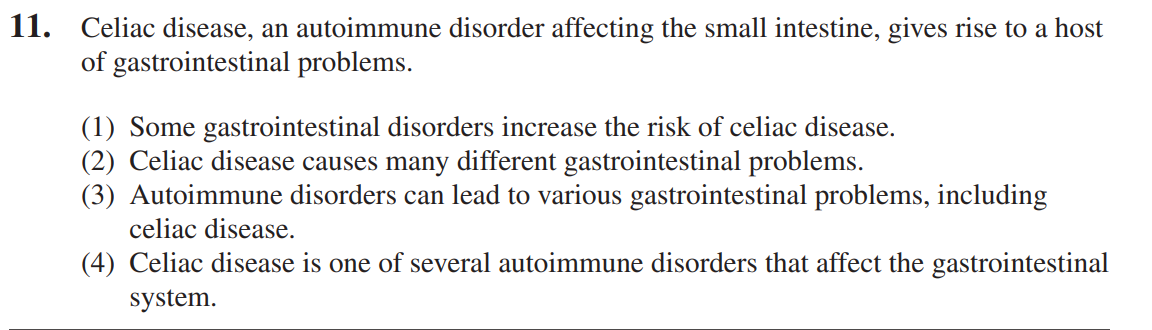 11. Celiac disease, an autoimmune disorder affecting the small intestine, gives rise to a host
of gastrointestinal problems.
(1) Some gastrointestinal disorders increase the risk of celiac disease.
(2) Celiac disease causes many different gastrointestinal problems.
(3) Autoimmune disorders can lead to various gastrointestinal problems, including
celiac disease.
(4) Celiac disease is one of several autoimmune disorders that affect the gastrointestinal
system.